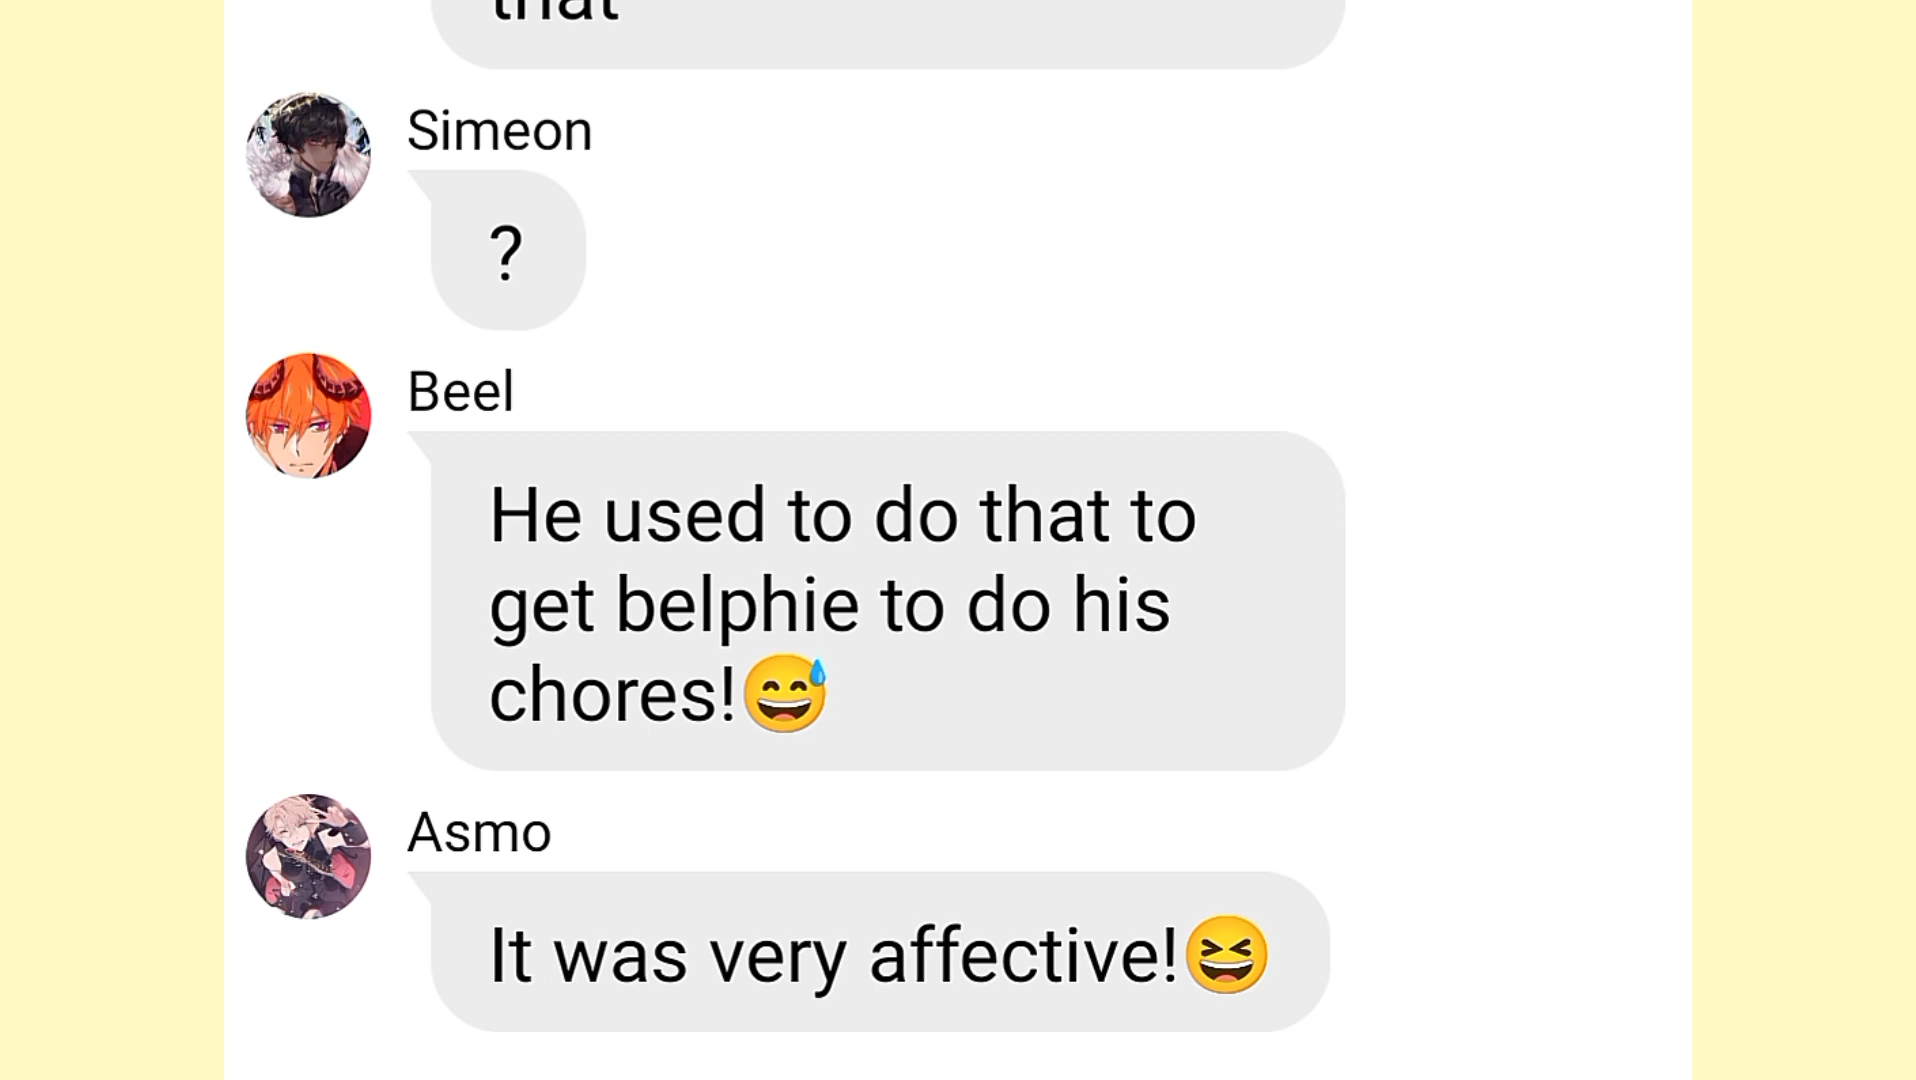 that
Simeon
?
Beel
He used to do that to
get belphie to do his
chores!😅
Asmo
It was very affective!😆